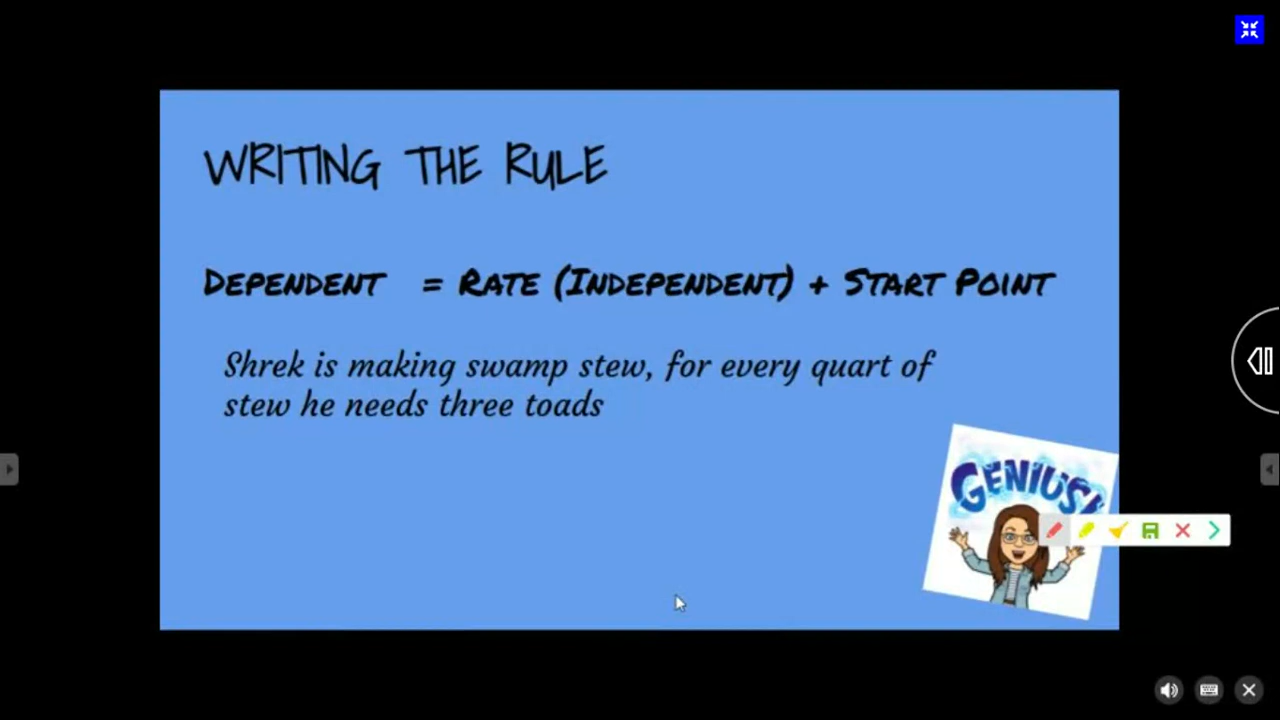 WRITING THE RULE
DEPENDENT = RATE (INDEPENDENT) + START POINT
Shrek is making swamp stew, for every quart of
stew he needs three toads
GENIUS!